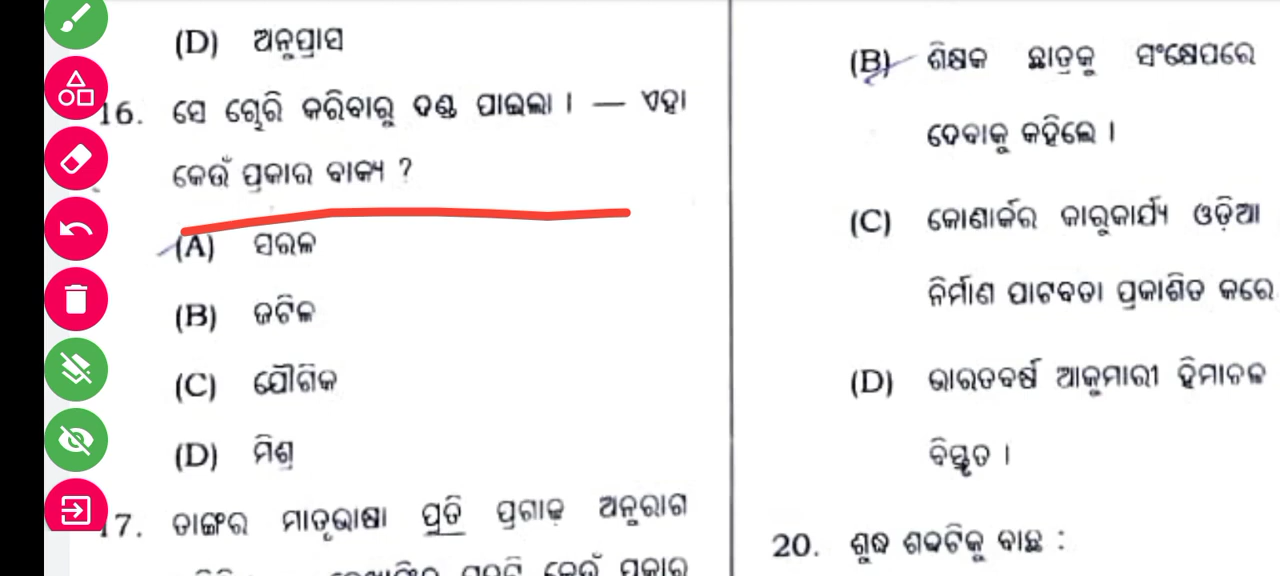 (D) ଅନୁପ୍ରାସ
16. ସେ ଚୋରି କରିବାରୁ ଦଣ୍ଡ ପାଇଲା । — ଏହା
କେଉଁ ପ୍ରକାର ବାକ୍ୟ ?
(A) ସରଳ
(B) ଜଟିଳ
(C) ଯୌଗିକ
(D) ମିଶ୍ର
17. ତାଙ୍କର ମାତୃଭାଷା ପ୍ରତି ପ୍ରଗାଢ଼ ଅନୁରାଗ
କେଉଁ ପ୍ରକାର
(B) ଶିକ୍ଷକ ଛାତ୍ରକୁ ସଂକ୍ଷେପରେ
ଦେବାକୁ କହିଲେ ।
(C) କୋଣାର୍କର କାରୁକାର୍ଯ୍ୟ ଓଡ଼ିଆ
ନିର୍ମାଣ ପାଟବତା ପ୍ରକାଶିତ କରେ
(D) ଭାରତବର୍ଷ ଆକୁମାରୀ ହିମାଚଳ
ବିସ୍ତୃତ ।
20. ଶୁଦ୍ଧ ଶବ୍ଦଟିକୁ ବାଛ :